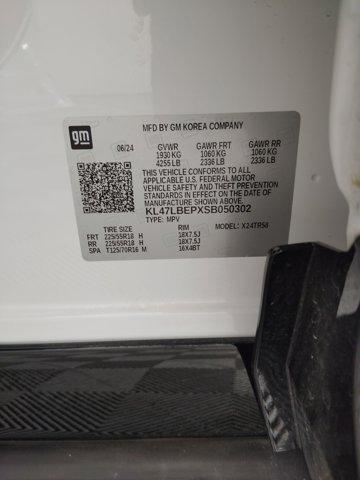 gm
MFD BY GM KOREA COMPANY
06/24 GVWR GAWR FRT GAWR RR
1930 KG 1060 KG 1060 KG
4255 LB 2336 LB 2336 LB
THIS VEHICLE CONFORMS TO ALL
APPLICABLE U.S. FEDERAL MOTOR
VEHICLE SAFETY AND THEFT PREVENTION
STANDARDS IN EFFECT ON THE DATE OF
MANUFACTURE SHOWN ABOVE.
KL47LBEPXSB050302
TYPE: MPV MODEL: X24TR58
TIRE SIZE RIM
FRT 225/55R18 H 18X7.5J
RR 225/55R18 H 18X7.5J
SPA T125/70R16 M 16X4BT